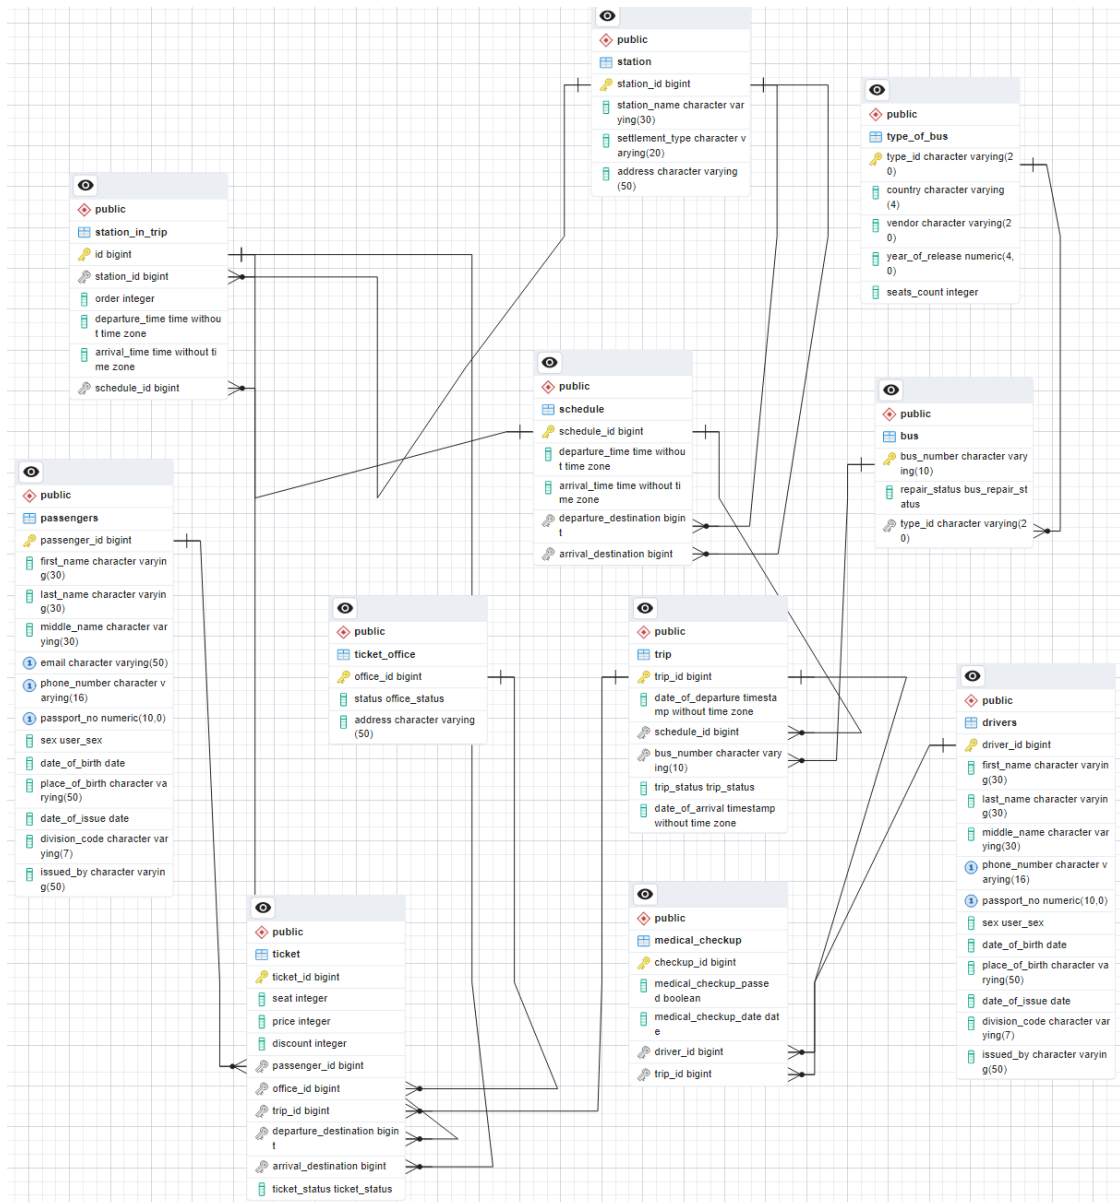 public
station
station_id bigint
station_name character var
ying(30)
settlement_type character v
arying(20)
address character varying
(50)
public
type_of_bus
type_id character varying(2
0)
country character varying
(4)
vendor character varying(2
0)
year_of_release numeric(4,
0)
seats_count integer
public
station_in_trip
id bigint
station_id bigint
order integer
departure_time time withou
t time zone
arrival_time time without ti
me zone
schedule_id bigint
public
schedule
schedule_id bigint
departure_time time withou
t time zone
arrival_time time without ti
me zone
departure_destination bigin
t
arrival_destination bigint
public
bus
bus_number character vary
ing(10)
repair_status bus_repair_st
atus
type_id character varying(2
0)
public
passengers
passenger_id bigint
first_name character varyin
g(30)
last_name character varyin
g(30)
middle_name character var
ying(30)
1 email character varying(50)
1 phone_number character v
arying(16)
1 passport_no numeric(10,0)
sex user_sex
date_of_birth date
place_of_birth character va
rying(50)
date_of_issue date
division_code character var
ying(7)
issued_by character varyin
g(50)
public
ticket_office
office_id bigint
status office_status
address character varying
(50)
public
trip
trip_id bigint
date_of_departure timesta
mp without time zone
schedule_id bigint
bus_number character vary
ing(10)
trip_status trip_status
date_of_arrival timestamp
without time zone
public
drivers
driver_id bigint
first_name character varyin
g(30)
last_name character varyin
g(30)
middle_name character var
ying(30)
1 phone_number character v
arying(16)
1 passport_no numeric(10,0)
sex user_sex
date_of_birth date
place_of_birth character va
rying(50)
date_of_issue date
division_code character var
ying(7)
issued_by character varyin
g(50)
public
ticket
ticket_id bigint
seat integer
price integer
discount integer
passenger_id bigint
office_id bigint
trip_id bigint
departure_destination bigin
t
arrival_destination bigint
ticket_status ticket_status
public
medical_checkup
checkup_id bigint
medical_checkup_passe
d boolean
medical_checkup_date dat
e
driver_id bigint
trip_id bigint